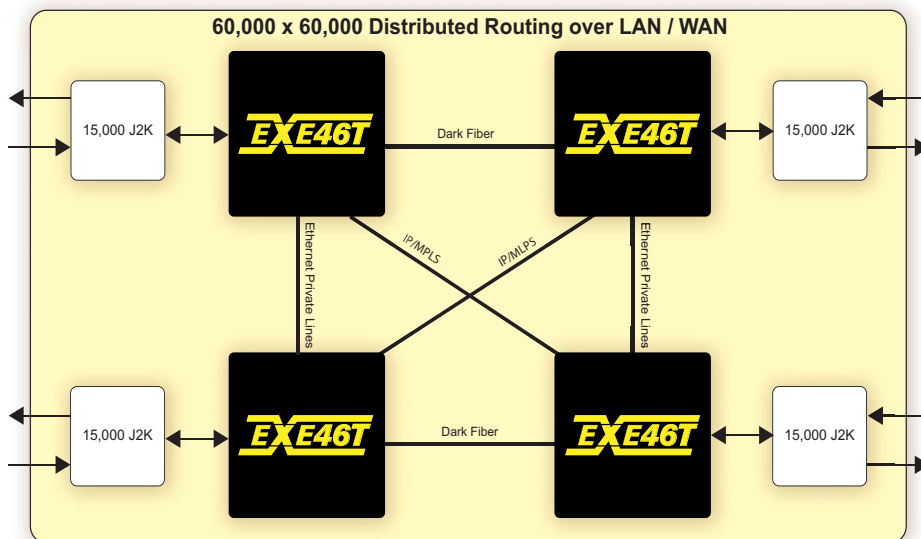 60,000 x 60,000 Distributed Routing over LAN / WAN
15,000 J2K
EXE46T
Dark Fiber
EXE46T
15,000 J2K
Ethernet Private Lines
IP/MPLS
IP/MLPS
Ethernet Private Lines
15,000 J2K
EXE46T
Dark Fiber
EXE46T
15,000 J2K